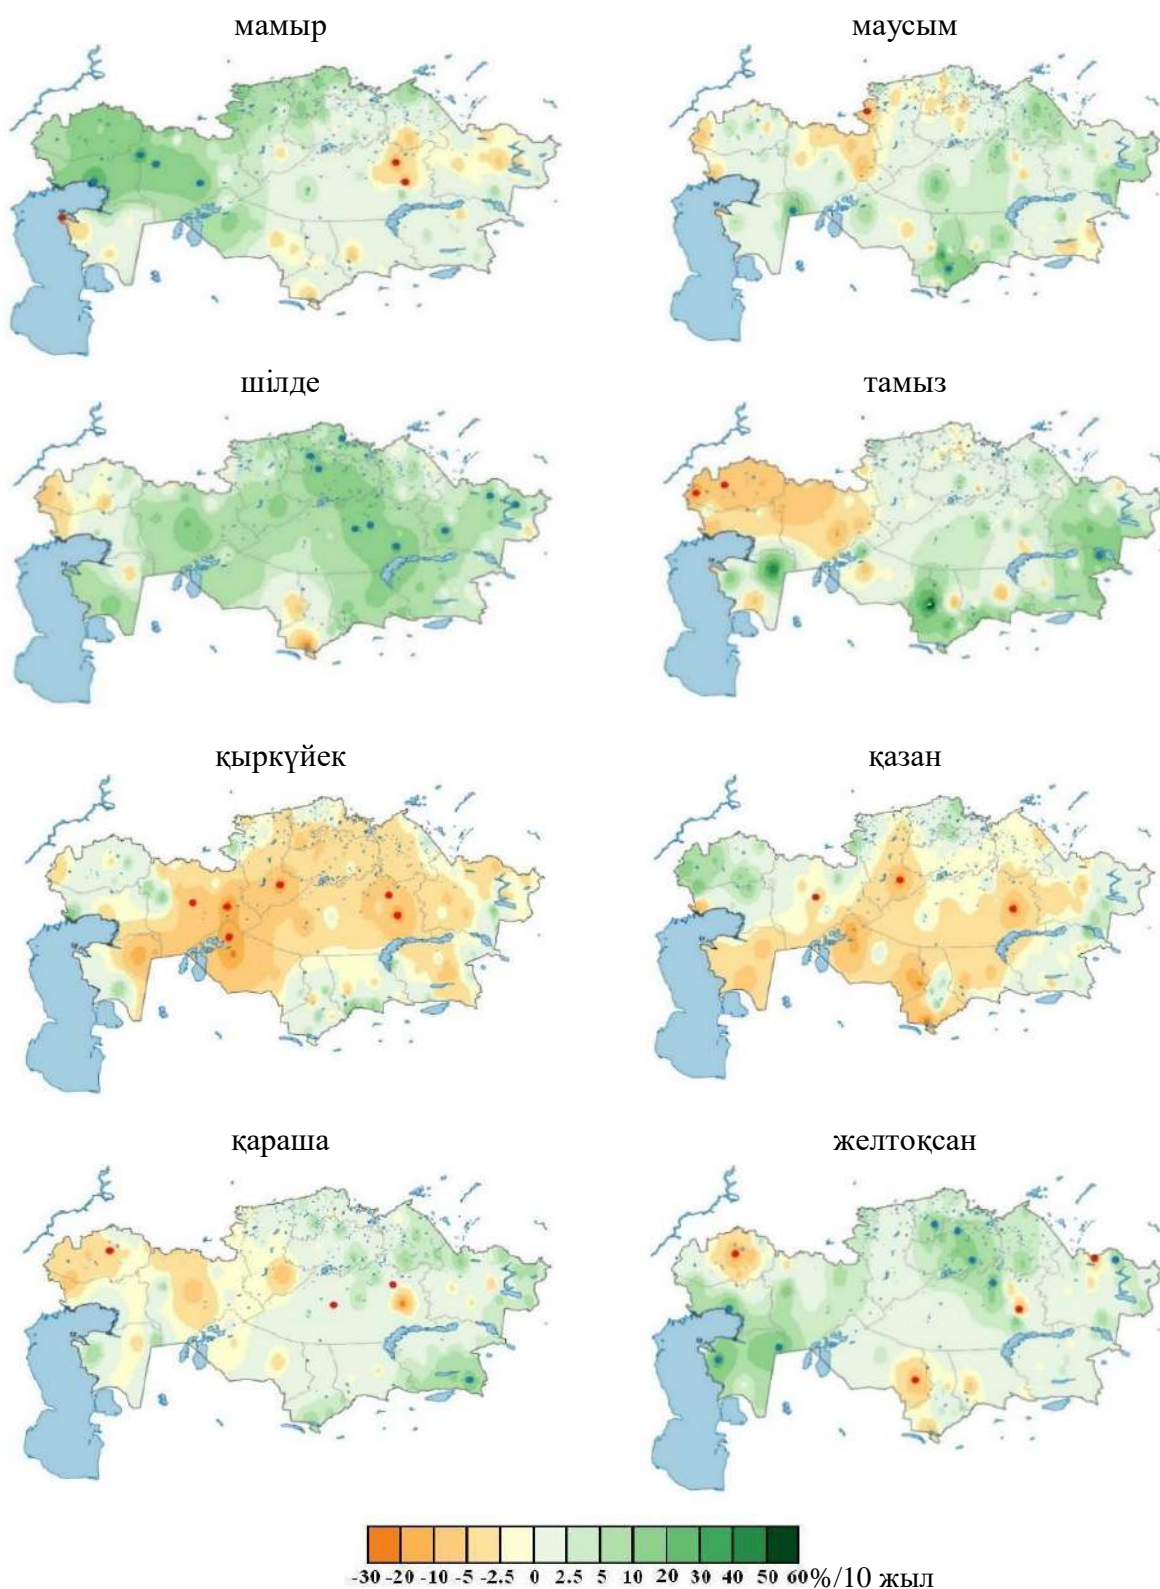 мамыр
маусым
шілде
тамыз
қыркүйек
қазан
қараша
желтоқсан
-30 -20 -10 -5 -2.5 0 2.5 5 10 20 30 40 50 60 %/10 жыл